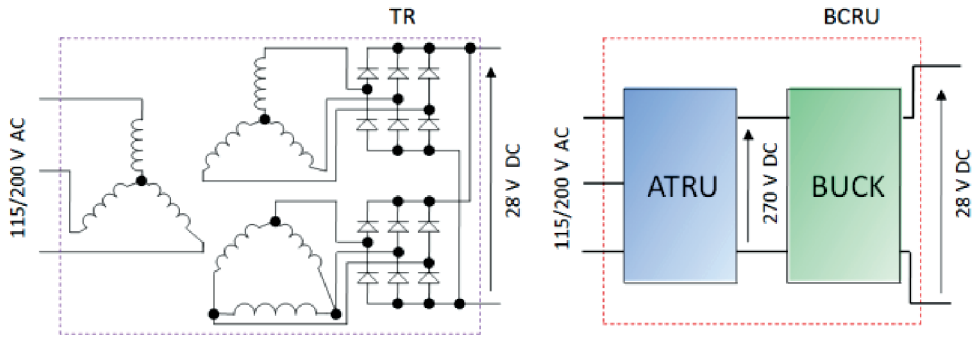 TR
115/200 V AC
28 V DC
BCRU
115/200 V AC
ATRU
270 V DC
BUCK
28 V DC